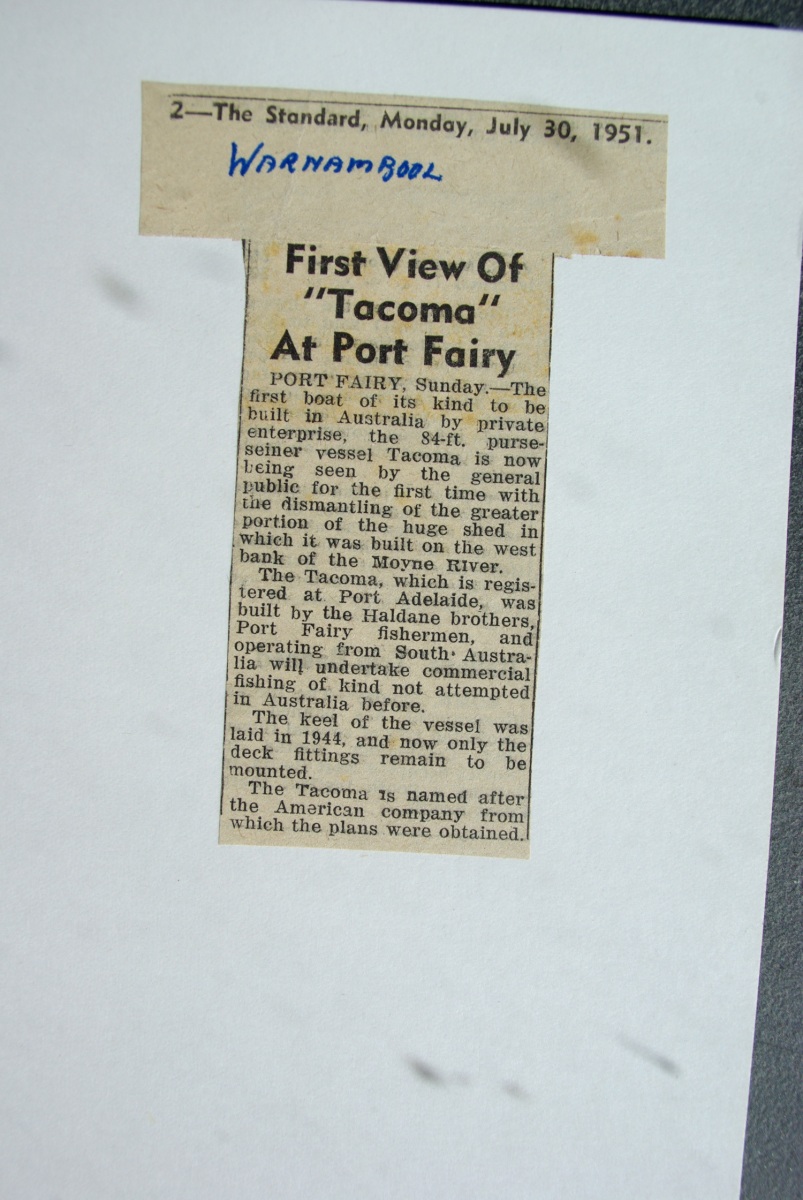 2—The Standard, Monday, July 30, 1951.
WARNAMBOOL
First View Of
"Tacoma"
At Port Fairy
PORT FAIRY, Sunday.—The
first boat of its kind to be
built in Australia by private
enterprise, the 84-ft. purse-
seiner vessel Tacoma is now
being seen by the general
public for the first time with
the dismantling of the greater
portion of the huge shed in
which it was built on the west
bank of the Moyne River.
The Tacoma, which is regis-
tered at Port Adelaide, was
built by the Haldane brothers,
Port Fairy fishermen, and
operating from South Austra-
lia will undertake commercial
fishing of kind not attempted
in Australia before.
The keel of the vessel was
laid in 1944, and now only the
deck fittings remain to be
mounted.
The Tacoma is named after
the American company from
which the plans were obtained.